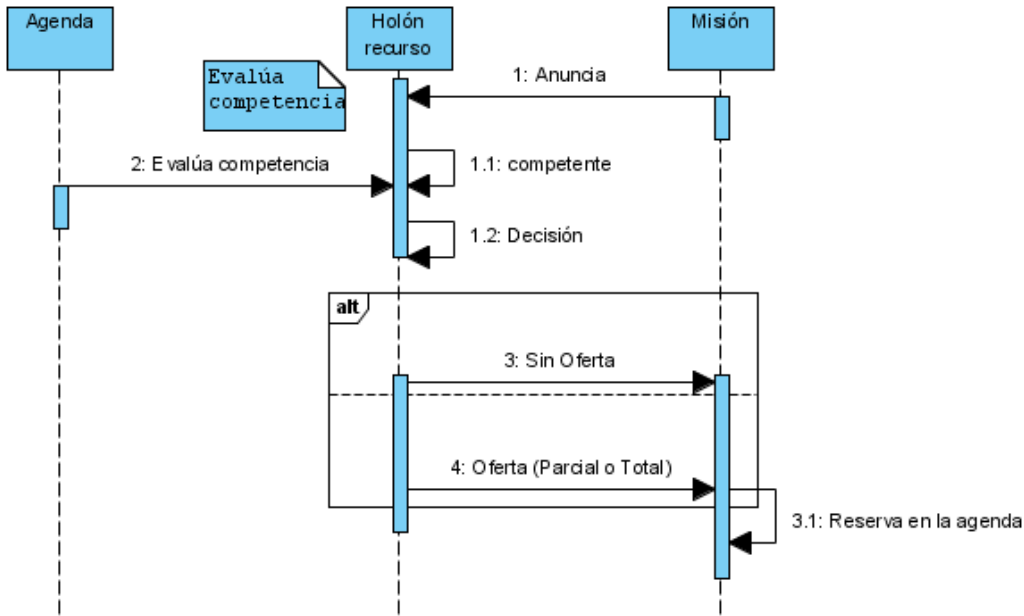 Agenda
Holón
recurso
Misión
Evalúa
competencia
1: Anuncia
2: Evalúa competencia
1.1: competente
1.2: Decisión
alt
3: Sin Oferta
4: Oferta (Parcial o Total)
3.1: Reserva en la agenda